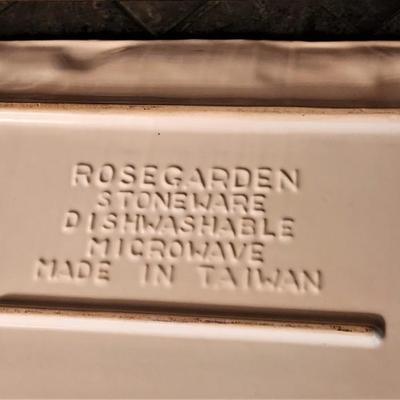 ROSEGARDEN
STONEWARE
DISHWASHABLE
MICROWAVE
MADE IN TAIWAN